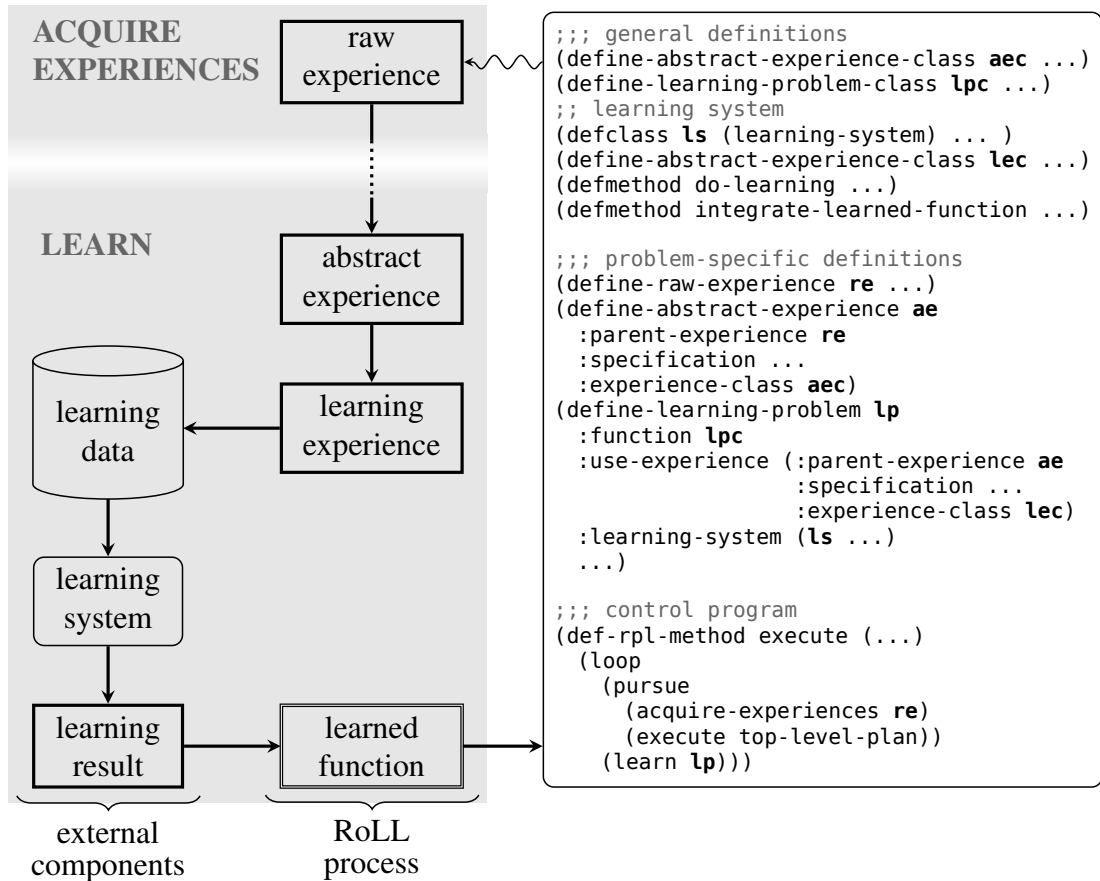 ACQUIRE
EXPERIENCES
raw
experience
LEARN
abstract
experience
learning
experience
learning
data
learning
system
learning
result
learned
function
external
components
RoLL
process
;;; general definitions
(define-abstract-experience-class aec ...)
(define-learning-problem-class lpc ...)
;; learning system
(defclass ls (learning-system) ... )
(define-abstract-experience-class lec ...)
(defmethod do-learning ...)
(defmethod integrate-learned-function ...)
;;; problem-specific definitions
(define-raw-experience re ...)
(define-abstract-experience ae
:parent-experience re
:specification ...
:experience-class aec)
(define-learning-problem lp
:function lpc
:use-experience (:parent-experience ae
:specification ...
:experience-class lec)
:learning-system (ls ...)
...)
;;; control program
(def-rpl-method execute (...)
(loop
(pursue
(acquire-experiences re)
(execute top-level-plan))
(learn lp)))